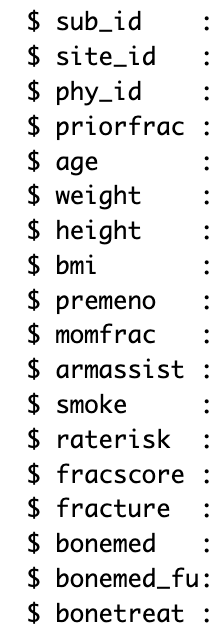 $ sub_id    :
$ site_id   :
$ phy_id    :
$ priorfrac :
$ age       :
$ weight    :
$ height    :
$ bmi       :
$ premeno   :
$ momfrac   :
$ armassist :
$ smoke     :
$ raterisk  :
$ fracscore :
$ fracture  :
$ bonemed   :
$ bonemed_fu:
$ bonetreat :